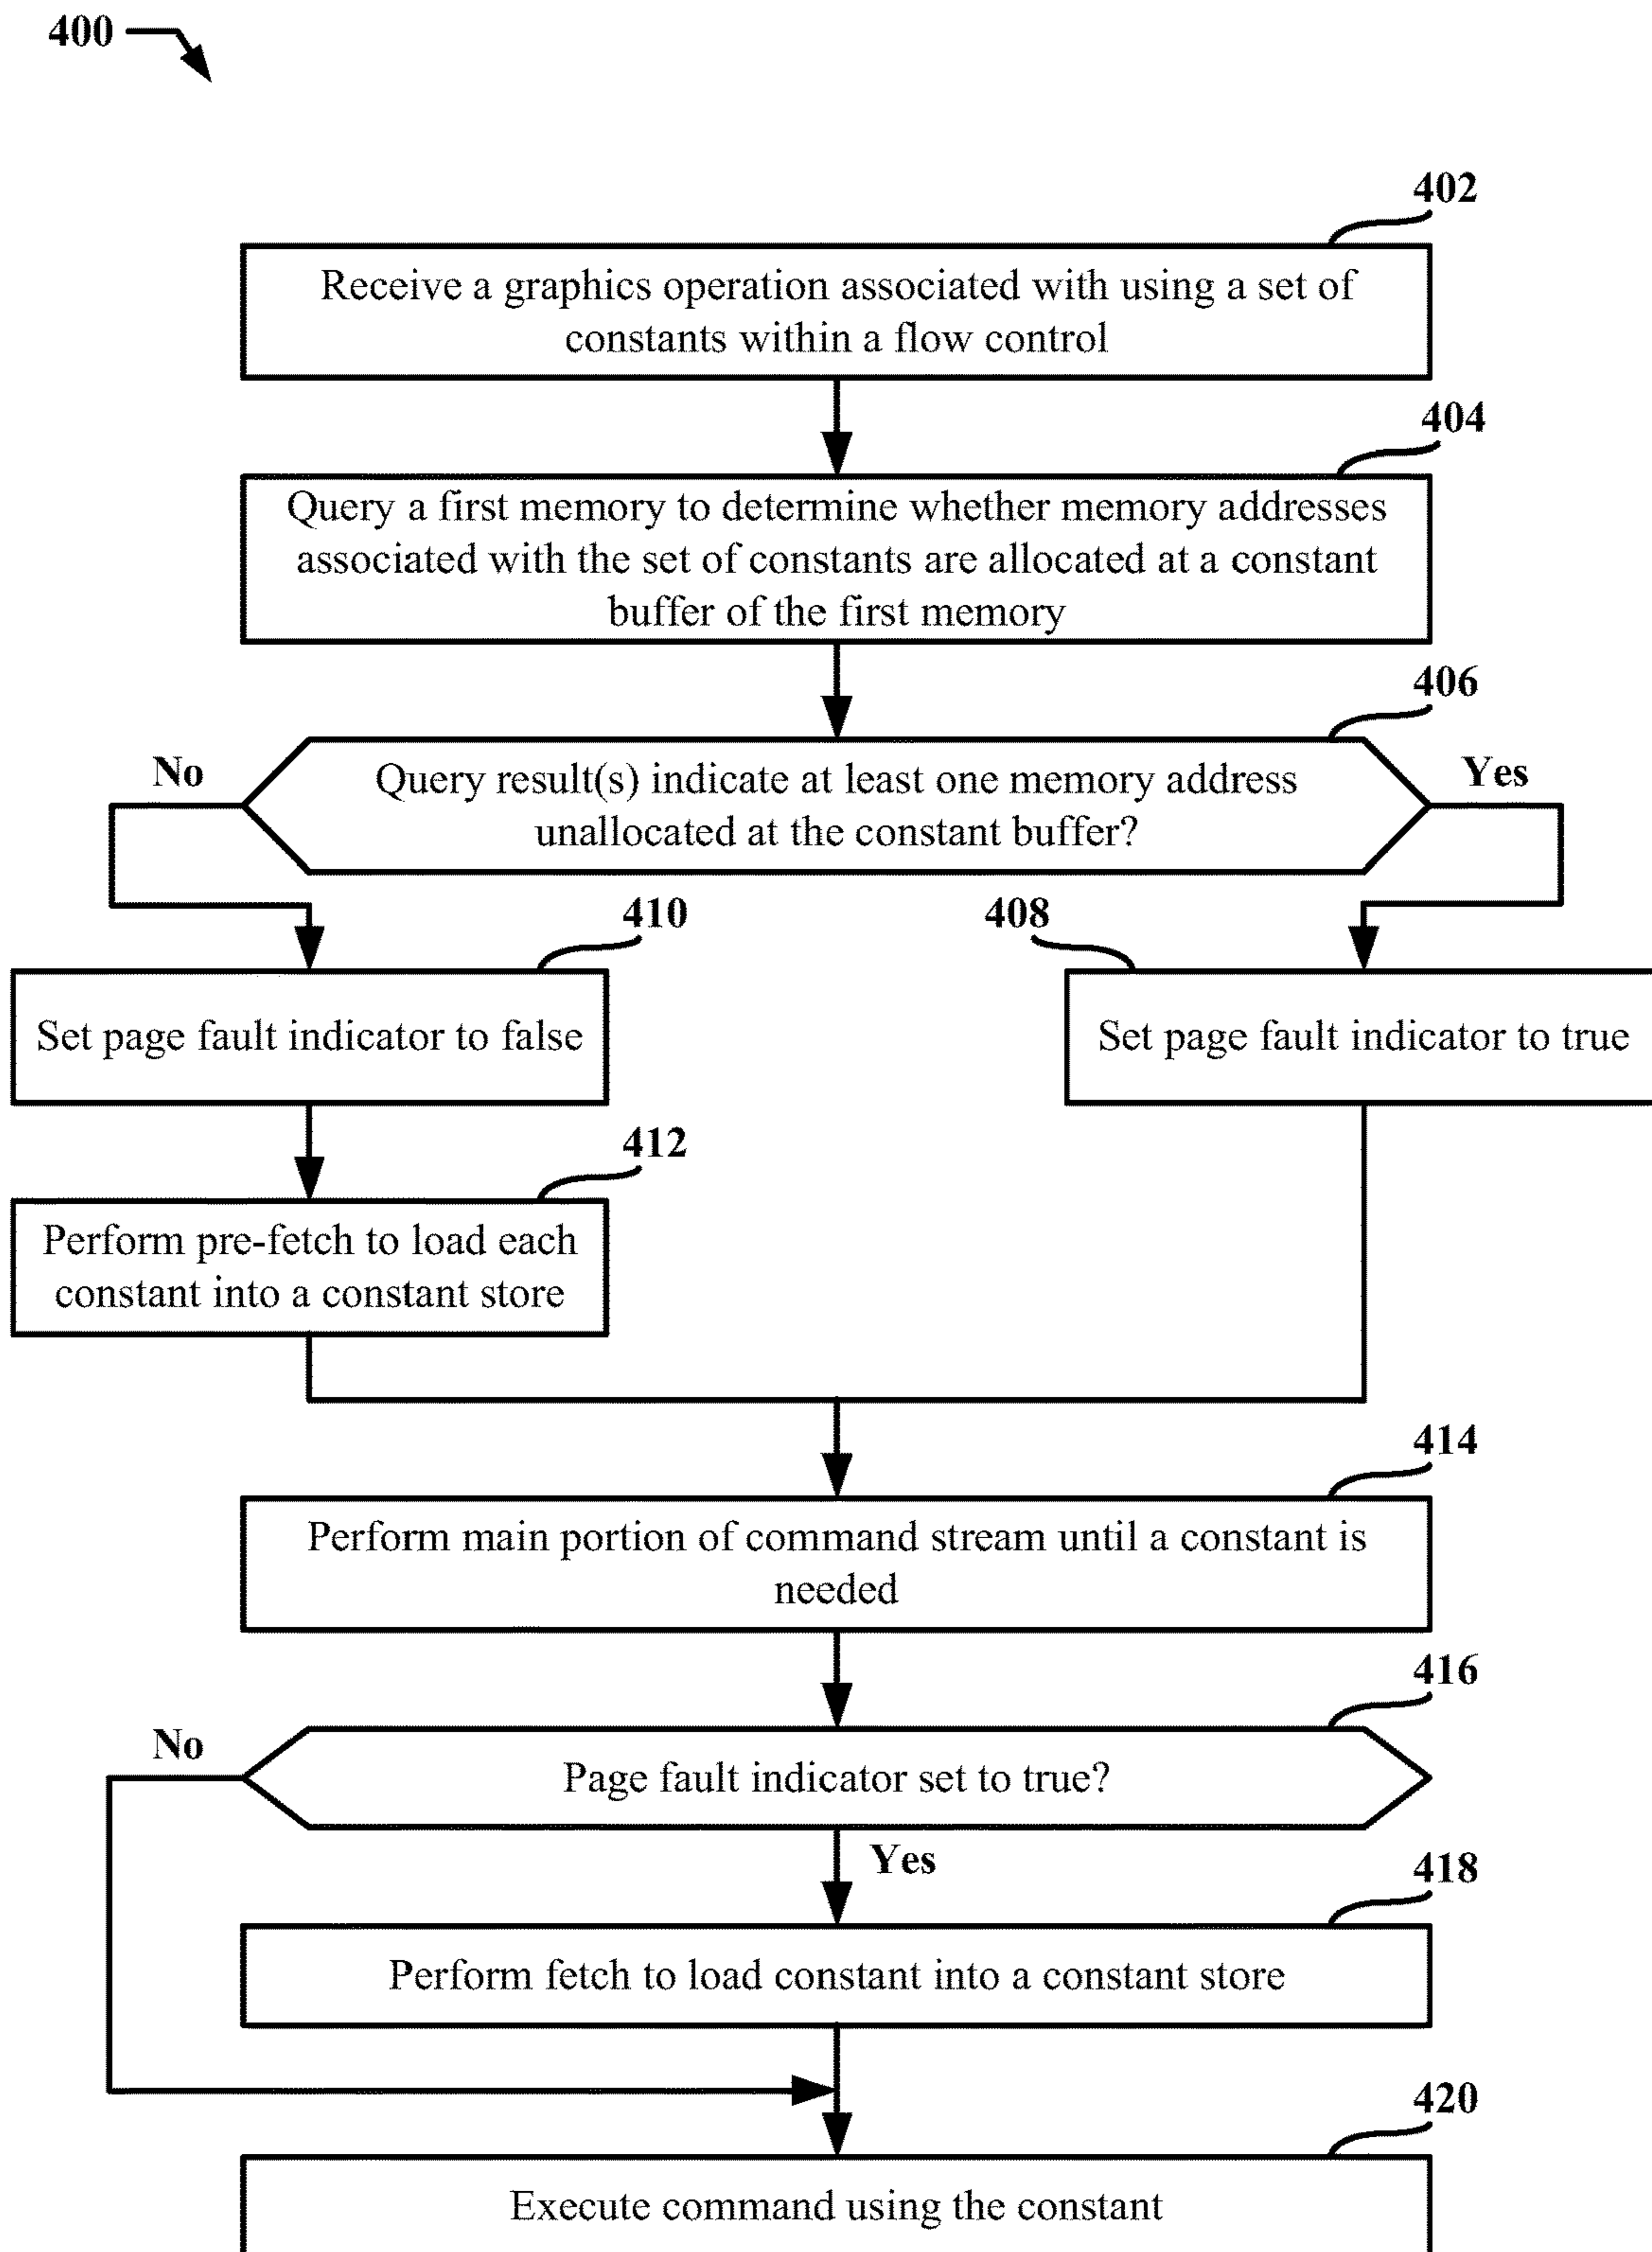 400
402
Receive a graphics operation associated with using a set of
constants within a flow control
404
Query a first memory to determine whether memory addresses
associated with the set of constants are allocated at a constant
buffer of the first memory
406
No
Yes
Query result(s) indicate at least one memory address
unallocated at the constant buffer?
410
408
Set page fault indicator to false
Set page fault indicator to true
412
Perform pre-fetch to load each
constant into a constant store
414
Perform main portion of command stream until a constant is
needed
416
No
Page fault indicator set to true?
Yes
418
Perform fetch to load constant into a constant store
420
Execute command using the constant